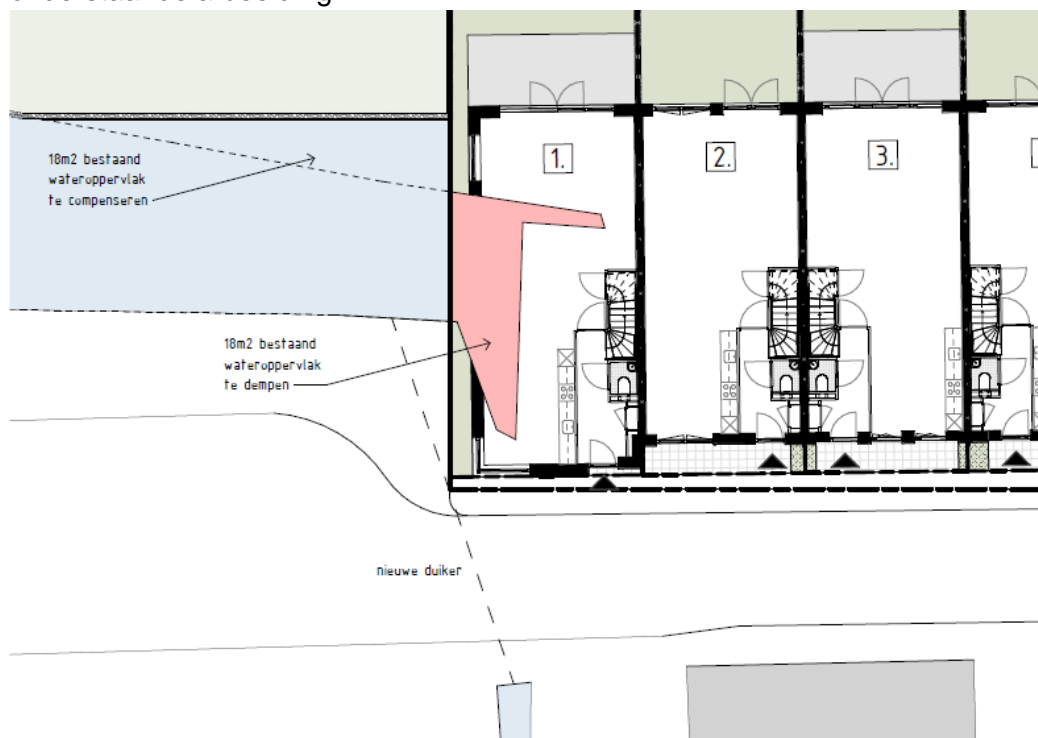 1.
2.
3.
18m2 bestaand
wateroppervlak
te compenseren
18m2 bestaand
wateroppervlak
te dempen
nieuwe duiker